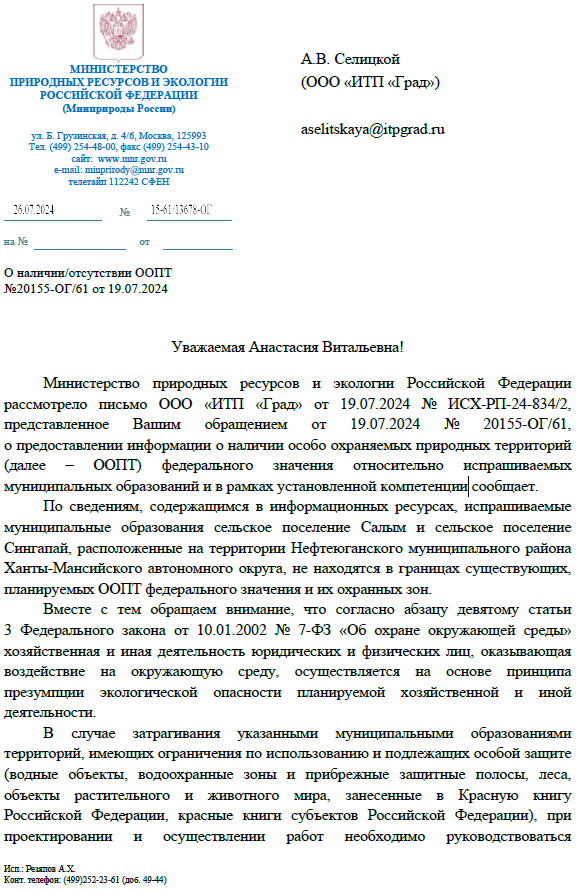 МИНИСТЕРСТВО
ПРИРОДНЫХ РЕСУРСОВ И ЭКОЛОГИИ
РОССИЙСКОЙ ФЕДЕРАЦИИ
(Минприроды России)
ул. Б. Грузинская, д. 4/6, Москва, 125993
Тел. (499) 254-48-00, факс (499) 254-43-10
сайт: www.mnr.gov.ru
e-mail: minprirody@mnr.gov.ru
телетайп 112242 СФЕН
26.07.2024 № 15-61/13678-ОГ
на № от
О наличии/отсутствии ООПТ
№20155-ОГ/61 от 19.07.2024
А.В. Селицкой
(ООО «ИТП «Град»)
aselitskaya@itpgrad.ru
Уважаемая Анастасия Витальевна!
Министерство природных ресурсов и экологии Российской Федерации
рассмотрело письмо ООО «ИТП «Град» от 19.07.2024 № ИСХ-РП-24-834/2,
представленное Вашим обращением от 19.07.2024 № 20155-ОГ/61,
о предоставлении информации о наличии особо охраняемых природных территорий
(далее – ООПТ) федерального значения относительно испрашиваемых
муниципальных образований и в рамках установленной компетенции сообщает.
По сведениям, содержащимся в информационных ресурсах, испрашиваемые
муниципальные образования сельское поселение Салым и сельское поселение
Сингапай, расположенные на территории Нефтеюганского муниципального района
Ханты-Мансийского автономного округа, не находятся в границах существующих,
планируемых ООПТ федерального значения и их охранных зон.
Вместе с тем обращаем внимание, что согласно абзацу девятому статьи
3 Федерального закона от 10.01.2002 № 7-ФЗ «Об охране окружающей среды»
хозяйственная и иная деятельность юридических и физических лиц, оказывающая
воздействие на окружающую среду, осуществляется на основе принципа
презумпции экологической опасности планируемой хозяйственной и иной
деятельности.
В случае затрагивания указанными муниципальными образованиями
территорий, имеющих ограничения по использованию и подлежащих особой защите
(водные объекты, водоохранные зоны и прибрежные защитные полосы, леса,
объекты растительного и животного мира, занесенные в Красную книгу
Российской Федерации, красные книги субъектов Российской Федерации), при
проектировании и осуществлении работ необходимо руководствоваться
Исп.: Резяпов А.Х.
Конт. телефон: (499)252-23-61 (доб. 49-44)